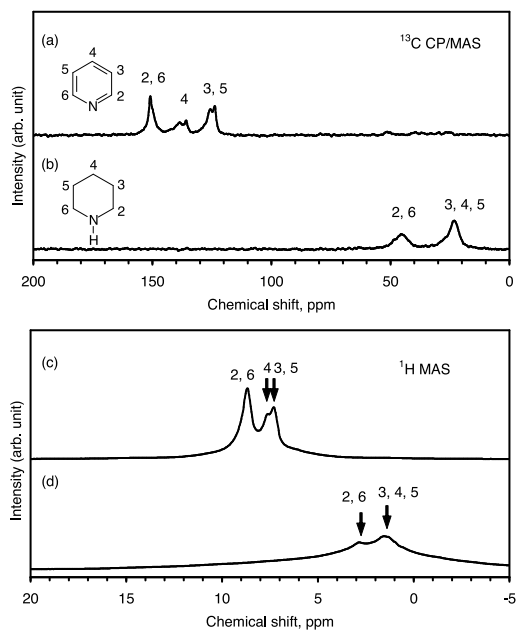 (a)
¹³C CP/MAS
4
5 3
6 2
N
2, 6
4
3, 5
(b)
4
5 3
6 2
N
H
2, 6
3, 4, 5
Intensity (arb. unit)
200 150 100 50 0
Chemical shift, ppm
(c)
¹H MAS
2, 6
4 3, 5
(d)
2, 6
3, 4, 5
Intensity (arb. unit)
20 15 10 5 0 -5
Chemical shift, ppm